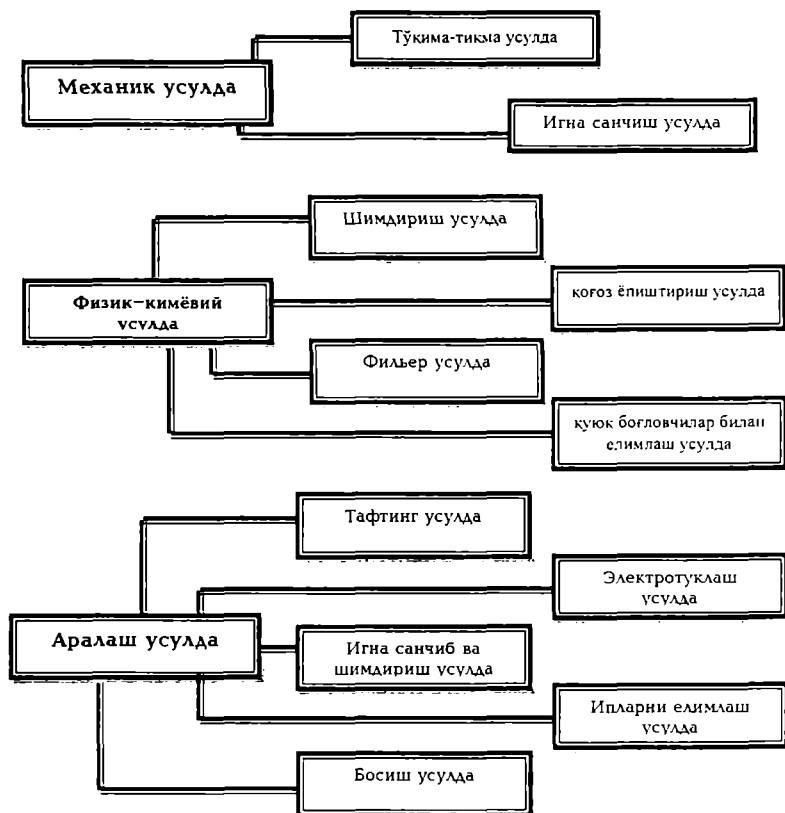 Тўқима-тикма усулда
Механик усулда
Игна санчиш усулда
Шимдириш усулда
Физик-кимёвий
усулда
қоғоз ёпиштириш усулда
Фильер усулда
қуюқ боғловчилар билан
елимлаш усулда
Тафтинг усулда
Электротуклаш
усулда
Аралаш усулда
Игна санчиб ва
шимдириш усулда
Ипларни елимлаш
усулда
Босиш усулда